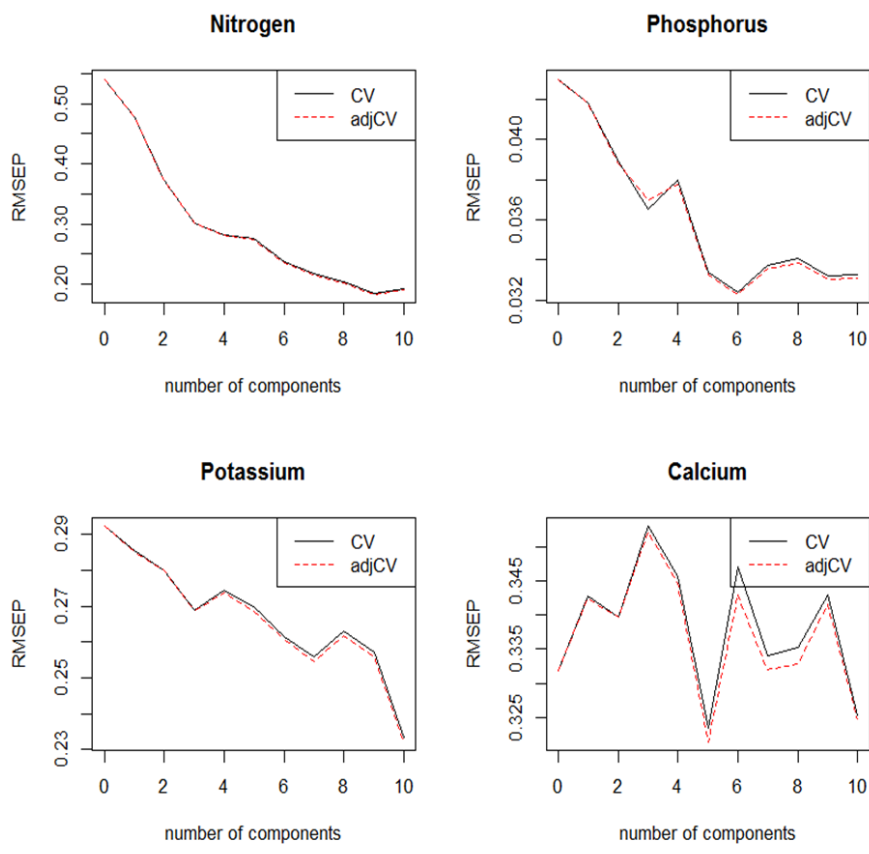 Nitrogen
CV
adjCV
RMSEP
0.50
0.40
0.30
0.20
0 2 4 6 8 10
number of components
Phosphorus
CV
adjCV
RMSEP
0.040
0.036
0.032
0 2 4 6 8 10
number of components
Potassium
CV
adjCV
RMSEP
0.29
0.27
0.25
0.23
0 2 4 6 8 10
number of components
Calcium
CV
adjCV
RMSEP
0.345
0.335
0.325
0 2 4 6 8 10
number of components